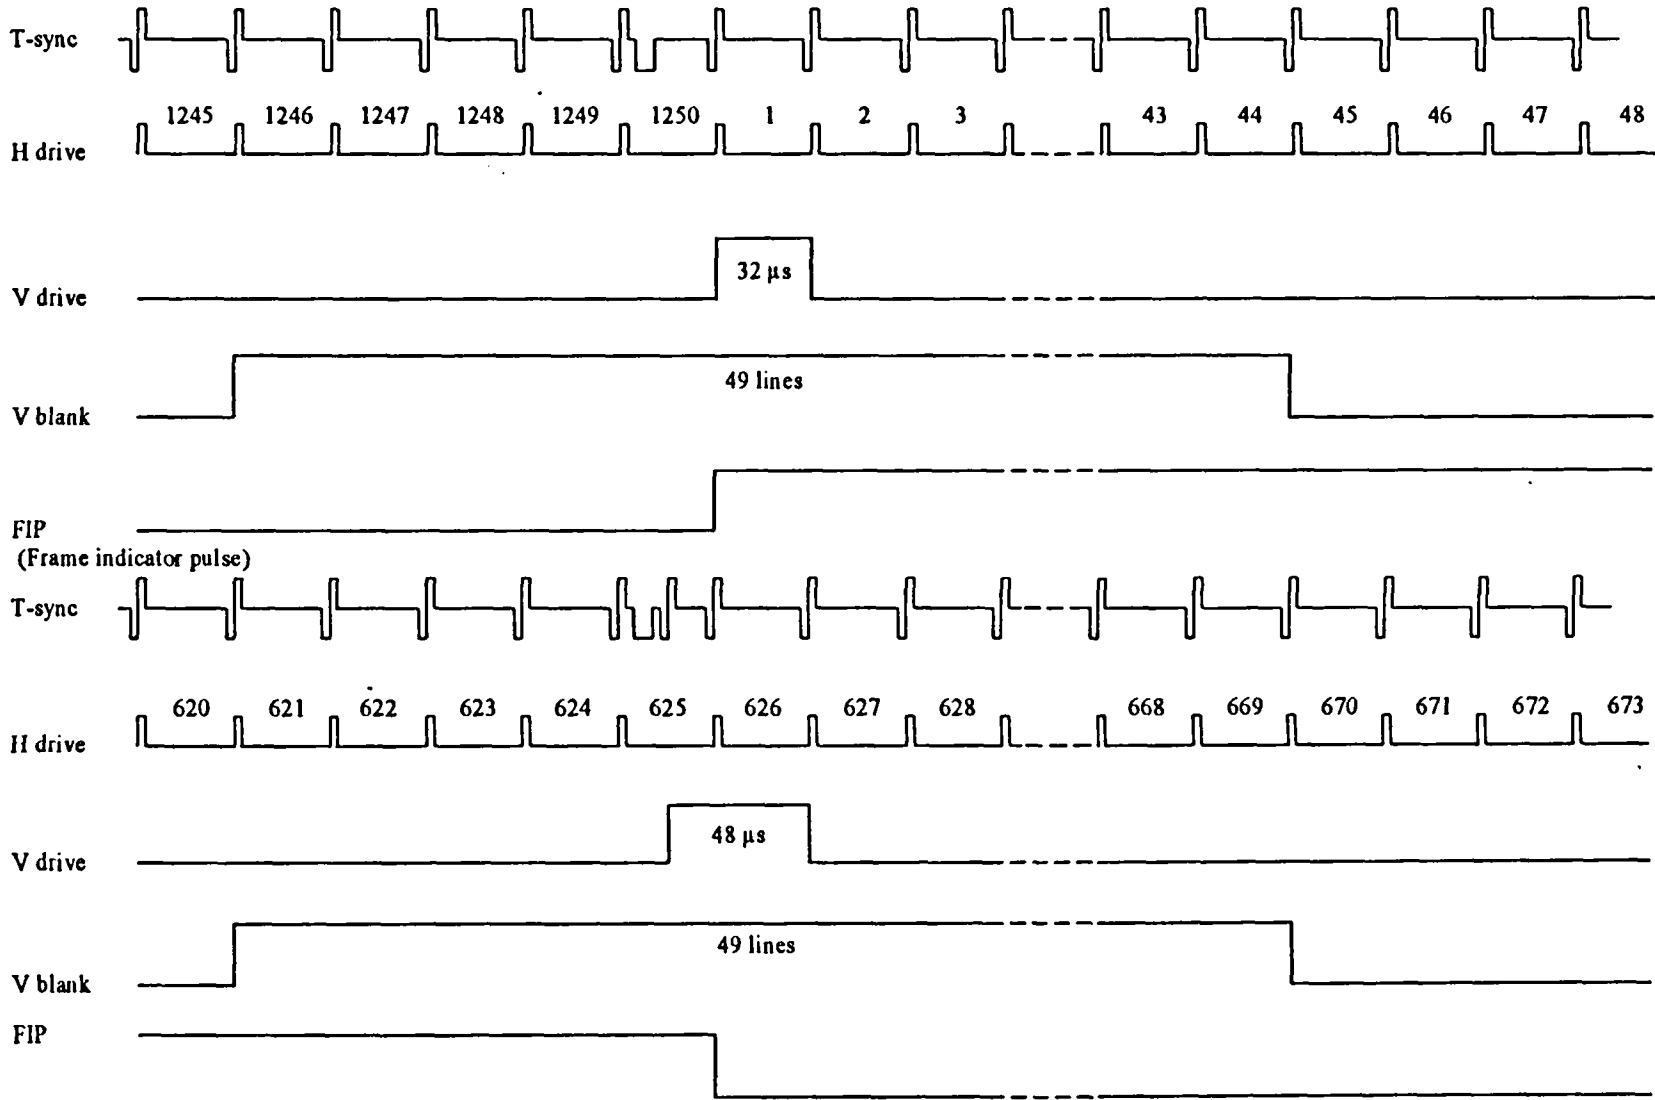 T-sync
1245 1246 1247 1248 1249 1250 1 2 3 43 44 45 46 47 48
H drive
32 µs
V drive
49 lines
V blank
FIP
(Frame indicator pulse)
T-sync
620 621 622 623 624 625 626 627 628 668 669 670 671 672 673
H drive
48 µs
V drive
49 lines
V blank
FIP